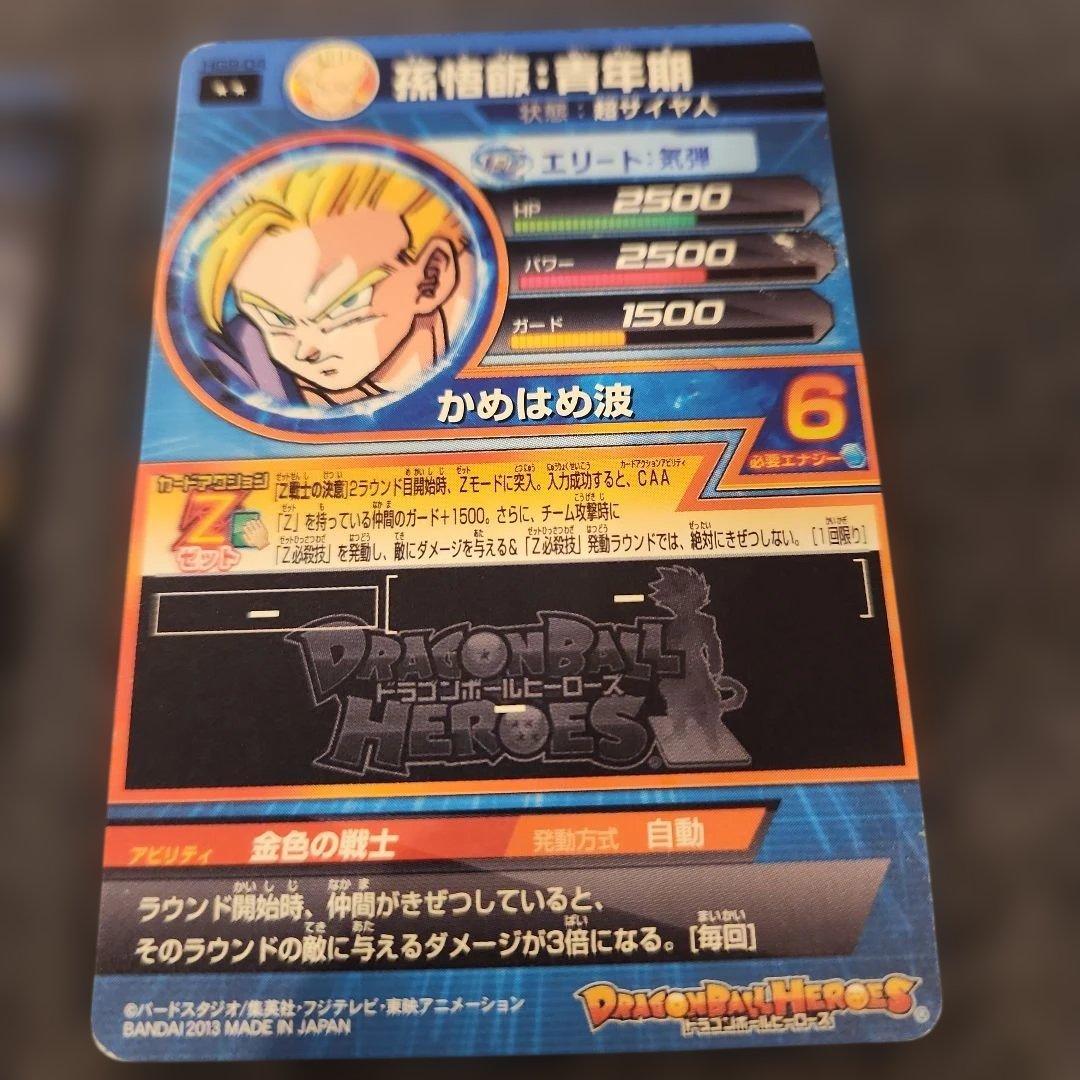 孫悟飯:青年期
状態:超サイヤ人
エリート:気弾
HP 2500
パワー 2500
ガード 1500
かめはめ波
6
必要エナジー
カードアクション
Z
ゼット
[Z戦士の決意]2ラウンド目開始時、Zモードに突入。入力成功すると、CAA
「Z」を持っている仲間のガード+1500。さらに、チーム攻撃時に
「Z必殺技」を発動し、敵にダメージを与える&「Z必殺技」発動ラウンドでは、絶対にきぜつしない。[1回限り]
DRAGONBALL
ドラゴンボールヒーローズ
HEROES
アビリティ 金色の戦士 発動方式 自動
ラウンド開始時、仲間がきぜつしていると、
そのラウンドの敵に与えるダメージが3倍になる。[毎回]
©バードスタジオ/集英社・フジテレビ・東映アニメーション
BANDAI 2013 MADE IN JAPAN
DRAGONBALL HEROES
ドラゴンボールヒーローズ